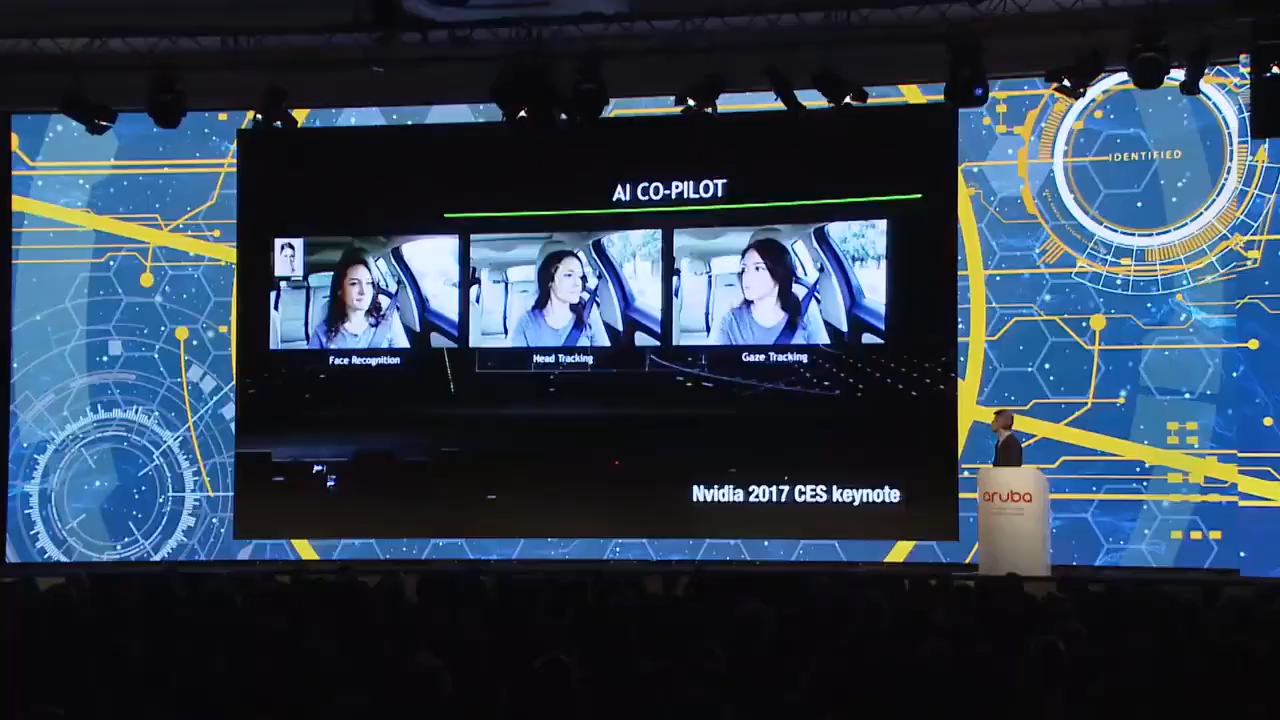 IDENTIFIED
AI CO-PILOT
Face Recognition
Head Tracking
Gaze Tracking
Nvidia 2017 CES keynote
aruba